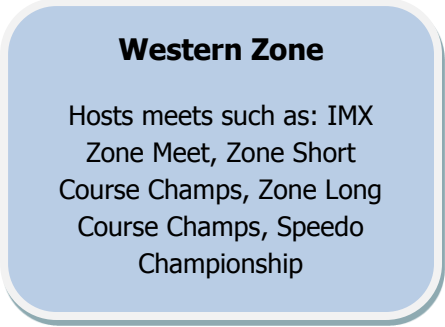 Western Zone
Hosts meets such as: IMX
Zone Meet, Zone Short
Course Champs, Zone Long
Course Champs, Speedo
Championship